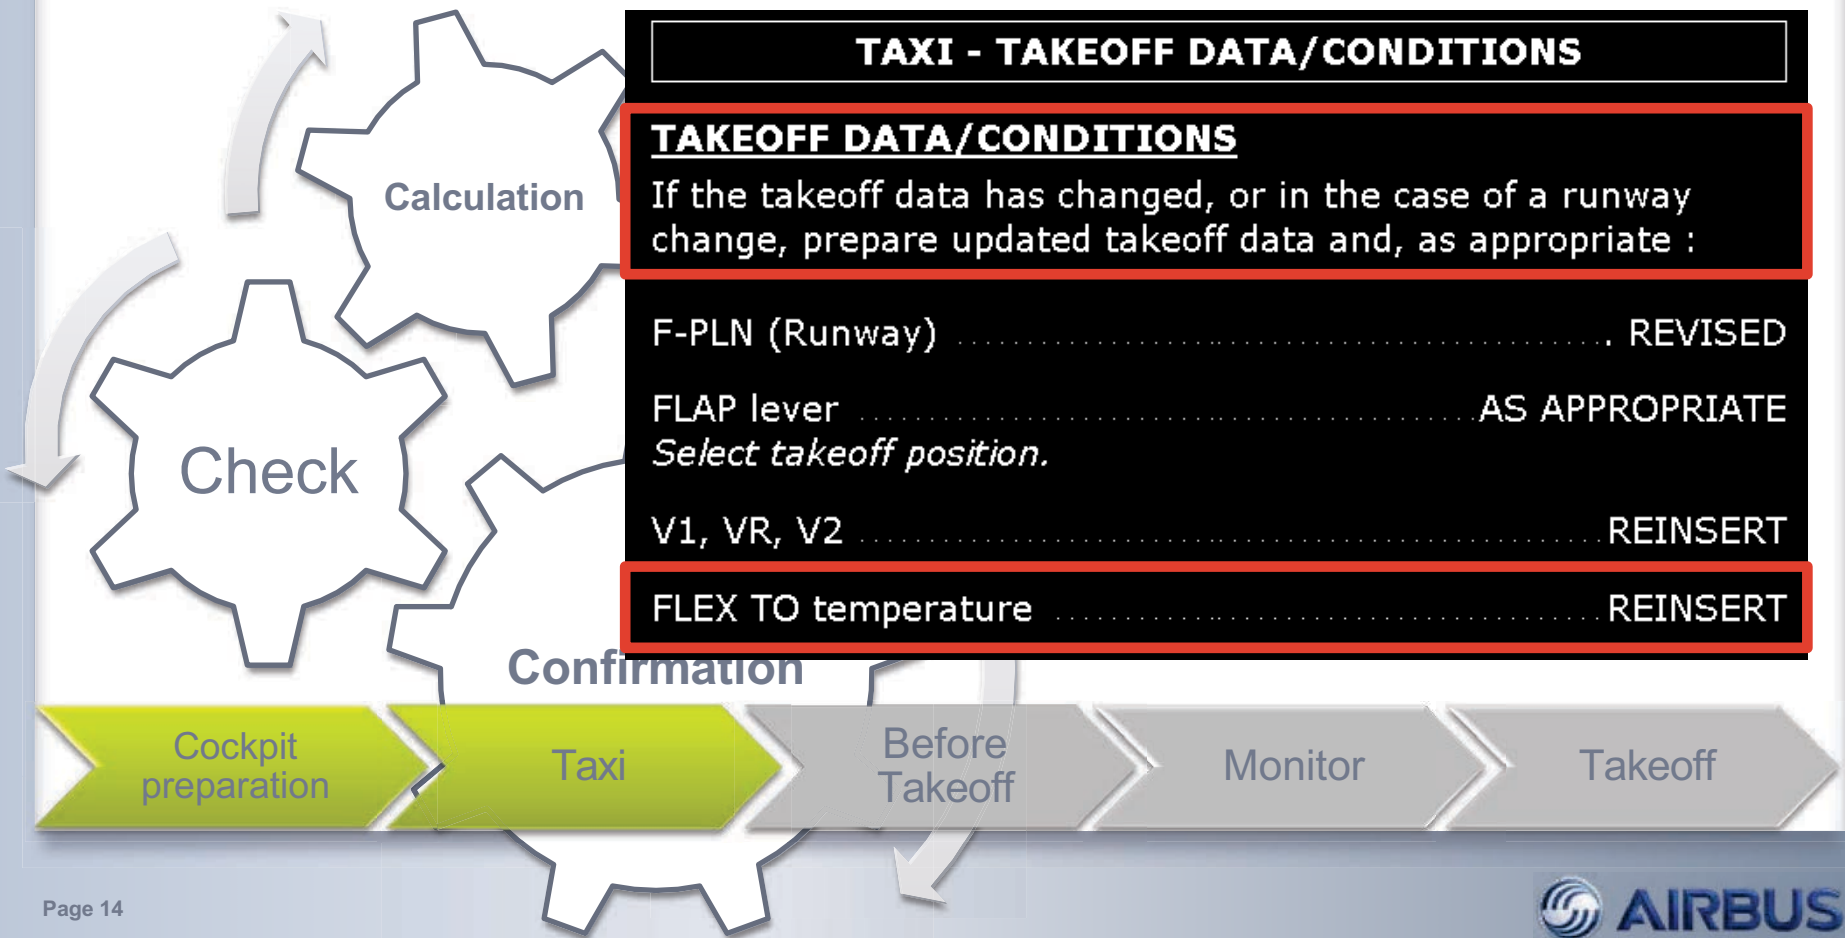 TAXI - TAKEOFF DATA/CONDITIONS
TAKEOFF DATA/CONDITIONS
If the takeoff data has changed, or in the case of a runway
change, prepare updated takeoff data and, as appropriate :
F-PLN (Runway) ........................................ REVISED
FLAP lever ........................................ AS APPROPRIATE
Select takeoff position.
V1, VR, V2 ........................................ REINSERT
FLEX TO temperature ........................................ REINSERT
Calculation
Check
Confirmation
Cockpit
preparation
Taxi
Before
Takeoff
Monitor
Takeoff
Page 14
AIRBUS